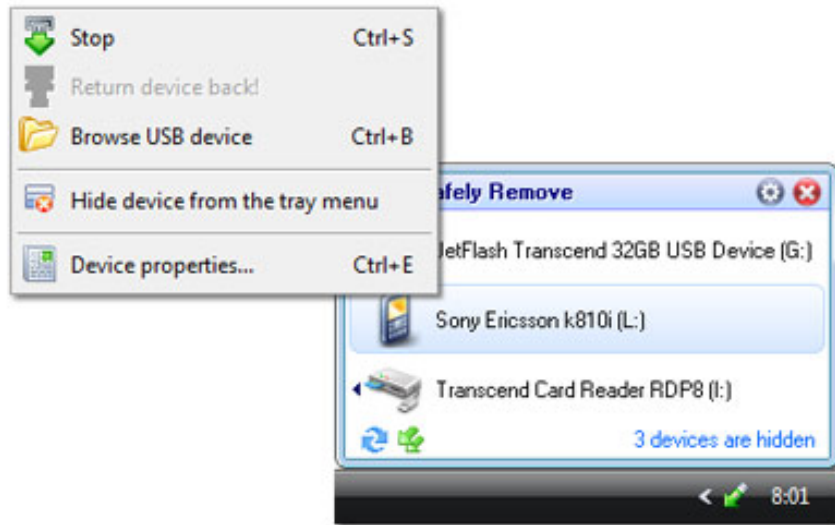 Stop Ctrl+S
Return device back!
Browse USB device Ctrl+B
Hide device from the tray menu
Device properties... Ctrl+E
afely Remove
JetFlash Transcend 32GB USB Device (G:)
Sony Ericsson k810i (L:)
Transcend Card Reader RDP8 (I:)
3 devices are hidden
< 8:01